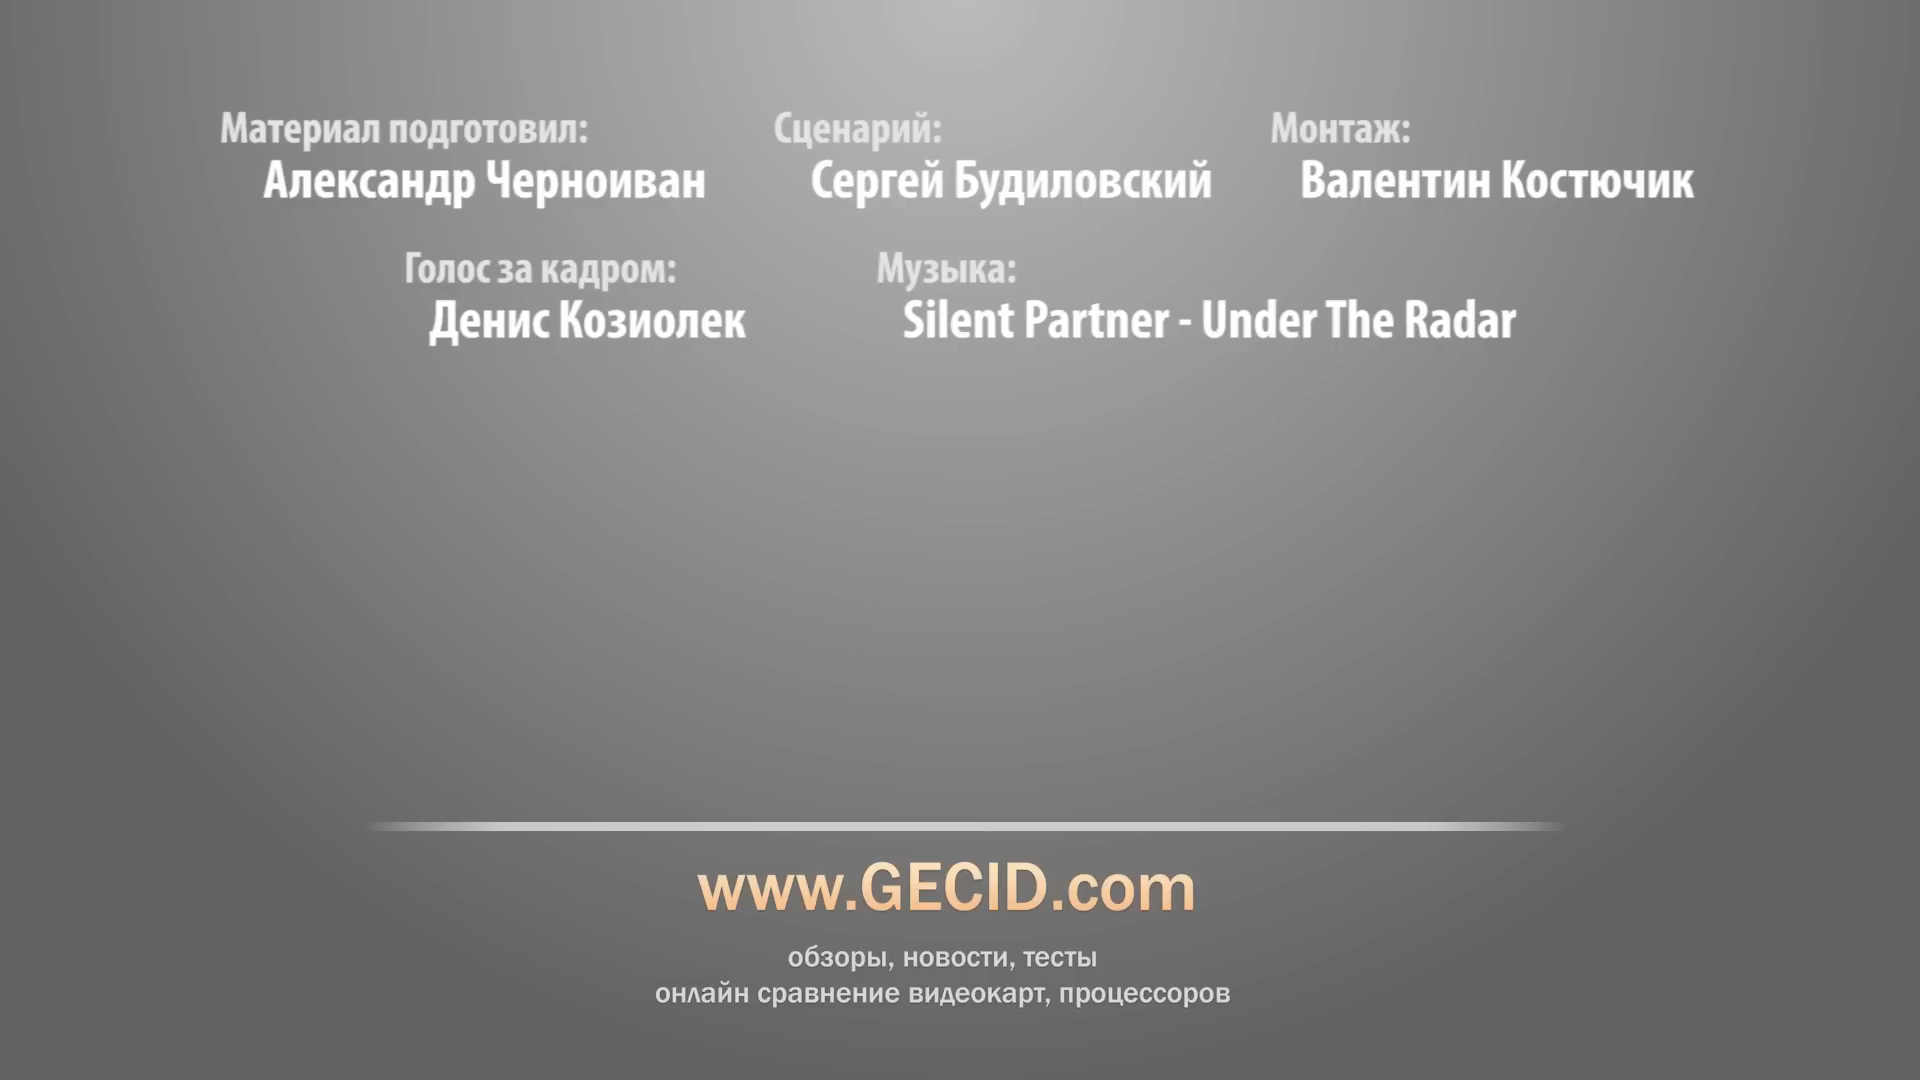 Материал подготовил:
Александр Черноиван
Сценарий:
Сергей Будиловский
Монтаж:
Валентин Костючик
Голос за кадром:
Денис Козиолек
Музыка:
Silent Partner - Under The Radar
www.GECID.com
обзоры, новости, тесты
онлайн сравнение видеокарт, процессоров